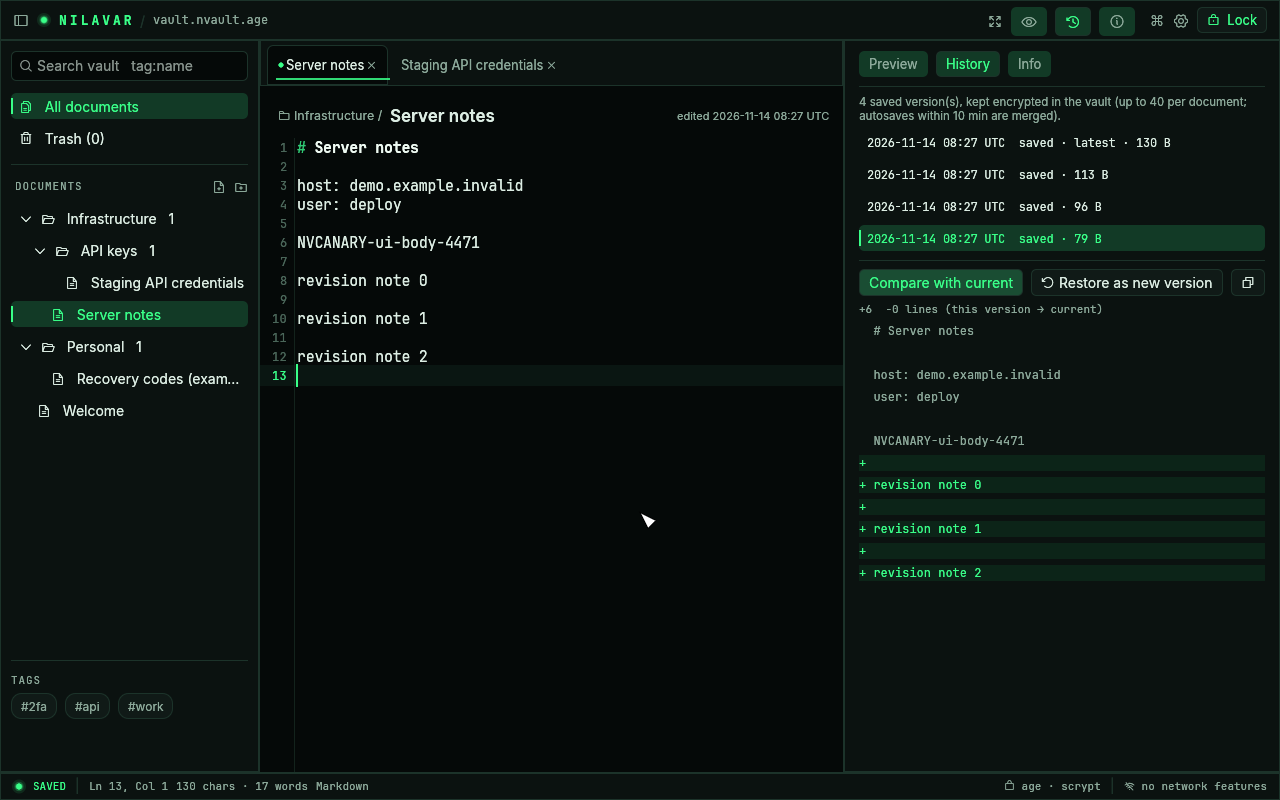 NILAVAR / vault.nvault.age
Lock
Search vault tag:name
All documents
Trash (0)
DOCUMENTS
Infrastructure 1
API keys 1
Staging API credentials
Server notes
Personal 1
Recovery codes (exam...
Welcome
TAGS
#2fa #api #work
Server notes × Staging API credentials ×
Infrastructure / Server notes edited 2026-11-14 08:27 UTC
1 # Server notes
2
3 host: demo.example.invalid
4 user: deploy
5
6 NVCANARY-ui-body-4471
7
8 revision note 0
9
10 revision note 1
11
12 revision note 2
13
Preview History Info
4 saved version(s), kept encrypted in the vault (up to 40 per document;
autosaves within 10 min are merged).
2026-11-14 08:27 UTC saved · latest · 130 B
2026-11-14 08:27 UTC saved · 113 B
2026-11-14 08:27 UTC saved · 96 B
2026-11-14 08:27 UTC saved · 79 B
Compare with current Restore as new version
+6 -0 lines (this version → current)
# Server notes
host: demo.example.invalid
user: deploy
NVCANARY-ui-body-4471
+
+ revision note 0
+
+ revision note 1
+
+ revision note 2
SAVED Ln 13, Col 1 130 chars · 17 words Markdown
age · scrypt no network features